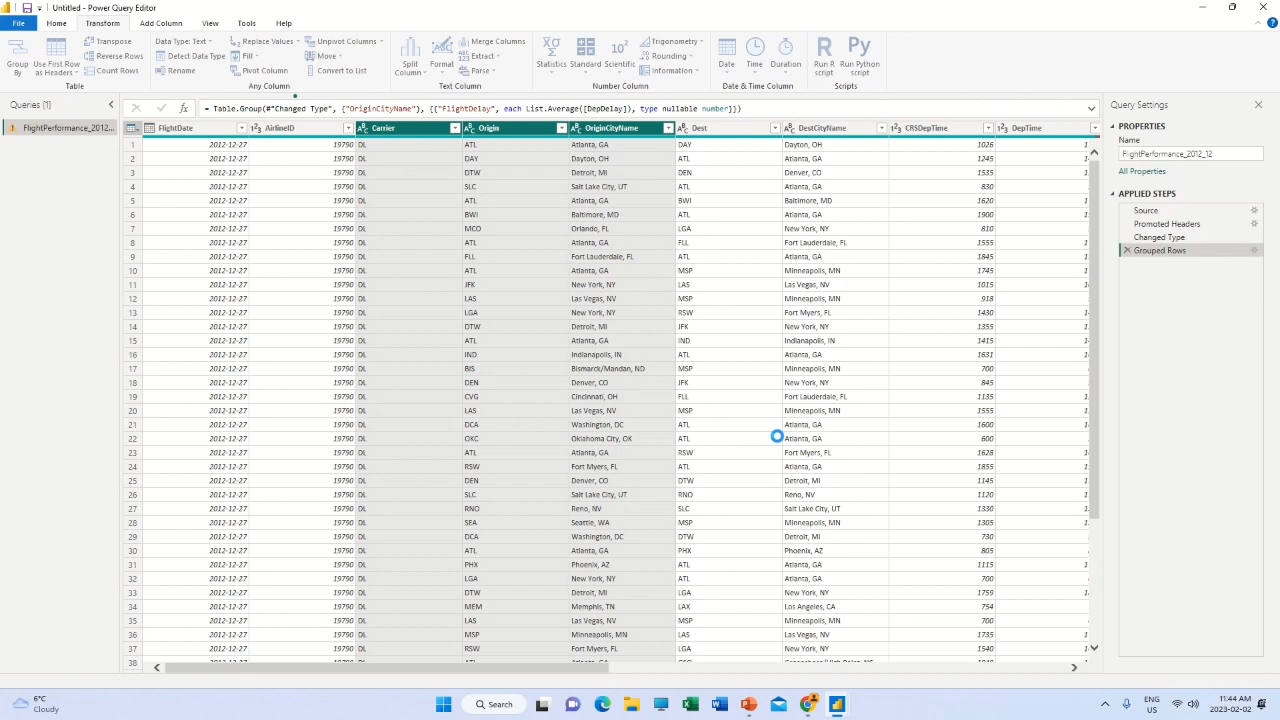 Untitled - Power Query Editor
File Home Transform Add Column View Tools Help
Group By
Use First Row as Headers
Transpose
Reverse Rows
Count Rows
Table
Data Type: Text
Detect Data Type
Rename
Replace Values
Fill
Pivot Column
Unpivot Columns
Move
Convert to List
Any Column
Split Column
Format
Merge Columns
Extract
Parse
Text Column
Statistics
Standard
Scientific
Trigonometry
Rounding
Information
Number Column
Date
Time
Duration
Date & Time Column
Run R script
Run Python script
Scripts
Queries [1]
FlightPerformance_2012...
= Table.Group(#"Changed Type", {"OriginCityName"}, {{"FlightDelay", each List.Average([DepDelay]), type nullable number}})
FlightDate AirlineID Carrier Origin OriginCityName Dest DestCityName CRSDepTime DepTime
1 2012-12-27 19790 DL ATL Atlanta, GA DAY Dayton, OH 1026
2 2012-12-27 19790 DL DAY Dayton, OH ATL Atlanta, GA 1245
3 2012-12-27 19790 DL DTW Detroit, MI DEN Denver, CO 1535
4 2012-12-27 19790 DL SLC Salt Lake City, UT ATL Atlanta, GA 830
5 2012-12-27 19790 DL ATL Atlanta, GA BWI Baltimore, MD 1620
6 2012-12-27 19790 DL BWI Baltimore, MD ATL Atlanta, GA 1900
7 2012-12-27 19790 DL MCO Orlando, FL LGA New York, NY 810
8 2012-12-27 19790 DL ATL Atlanta, GA FLL Fort Lauderdale, FL 1555
9 2012-12-27 19790 DL FLL Fort Lauderdale, FL ATL Atlanta, GA 1845
10 2012-12-27 19790 DL ATL Atlanta, GA MSP Minneapolis, MN 1745
11 2012-12-27 19790 DL JFK New York, NY LAS Las Vegas, NV 1015
12 2012-12-27 19790 DL LAS Las Vegas, NV MSP Minneapolis, MN 918
13 2012-12-27 19790 DL LGA New York, NY RSW Fort Myers, FL 1430
14 2012-12-27 19790 DL DTW Detroit, MI JFK New York, NY 1355
15 2012-12-27 19790 DL ATL Atlanta, GA IND Indianapolis, IN 1415
16 2012-12-27 19790 DL IND Indianapolis, IN ATL Atlanta, GA 1631
17 2012-12-27 19790 DL BIS Bismarck/Mandan, ND MSP Minneapolis, MN 700
18 2012-12-27 19790 DL DEN Denver, CO JFK New York, NY 845
19 2012-12-27 19790 DL CVG Cincinnati, OH FLL Fort Lauderdale, FL 1135
20 2012-12-27 19790 DL LAS Las Vegas, NV MSP Minneapolis, MN 1555
21 2012-12-27 19790 DL DCA Washington, DC ATL Atlanta, GA 1600
22 2012-12-27 19790 DL OKC Oklahoma City, OK ATL Atlanta, GA 600
23 2012-12-27 19790 DL ATL Atlanta, GA RSW Fort Myers, FL 1628
24 2012-12-27 19790 DL RSW Fort Myers, FL ATL Atlanta, GA 1855
25 2012-12-27 19790 DL DEN Denver, CO DTW Detroit, MI 1145
26 2012-12-27 19790 DL SLC Salt Lake City, UT RNO Reno, NV 1120
27 2012-12-27 19790 DL RNO Reno, NV SLC Salt Lake City, UT 1330
28 2012-12-27 19790 DL SEA Seattle, WA MSP Minneapolis, MN 1305
29 2012-12-27 19790 DL DCA Washington, DC DTW Detroit, MI 730
30 2012-12-27 19790 DL ATL Atlanta, GA PHX Phoenix, AZ 805
31 2012-12-27 19790 DL PHX Phoenix, AZ ATL Atlanta, GA 1115
32 2012-12-27 19790 DL LGA New York, NY ATL Atlanta, GA 700
33 2012-12-27 19790 DL DTW Detroit, MI LGA New York, NY 1759
34 2012-12-27 19790 DL MEM Memphis, TN LAX Los Angeles, CA 754
35 2012-12-27 19790 DL LAS Las Vegas, NV MSP Minneapolis, MN 700
36 2012-12-27 19790 DL MSP Minneapolis, MN LAS Las Vegas, NV 1735
37 2012-12-27 19790 DL RSW Fort Myers, FL LGA New York, NY 1540
38
Query Settings
PROPERTIES
Name
FlightPerformance_2012_12
All Properties
APPLIED STEPS
Source
Promoted Headers
Changed Type
Grouped Rows
6°C
Cloudy
Search
ENG
US
11:44 AM
2023-02-02